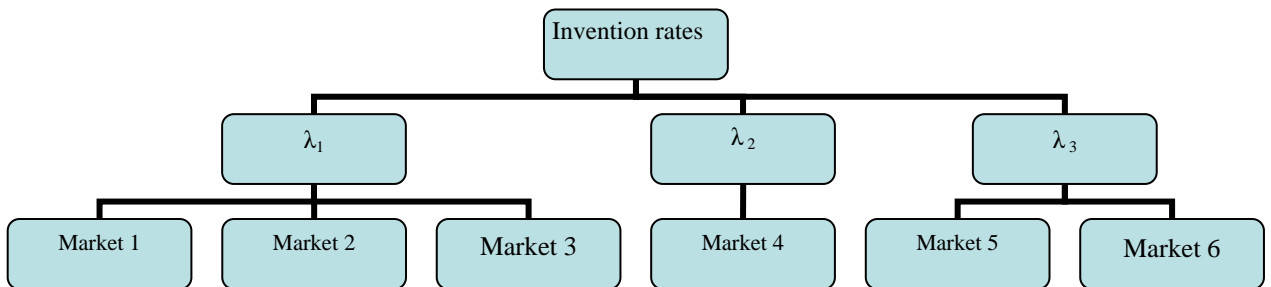 Invention rates
λ₁
λ₂
λ₃
Market 1
Market 2
Market 3
Market 4
Market 5
Market 6